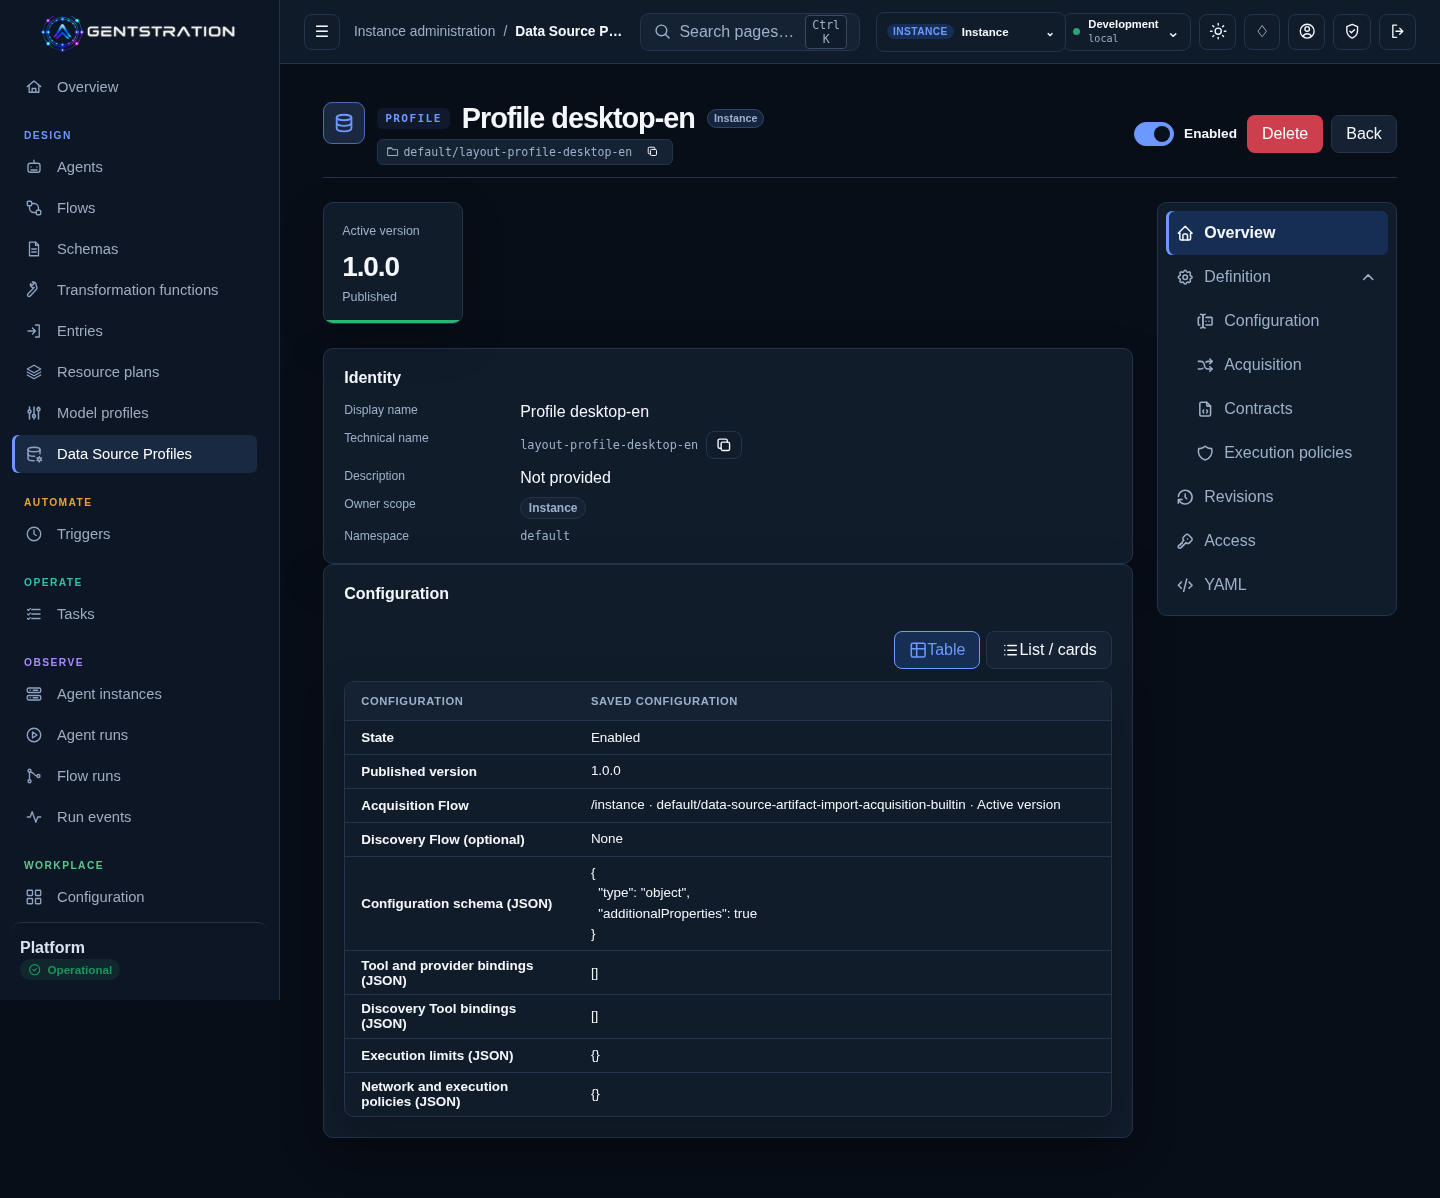 GENTSTRATION
Overview
DESIGN
Agents
Flows
Schemas
Transformation functions
Entries
Resource plans
Model profiles
Data Source Profiles
AUTOMATE
Triggers
OPERATE
Tasks
OBSERVE
Agent instances
Agent runs
Flow runs
Run events
WORKPLACE
Configuration
Platform
Operational
Instance administration / Data Source P…
Search pages…
Ctrl
K
INSTANCE Instance
Development
local
PROFILE Profile desktop-en Instance
default/layout-profile-desktop-en
Enabled
Delete
Back
Active version
1.0.0
Published
Identity
Display name Profile desktop-en
Technical name layout-profile-desktop-en
Description Not provided
Owner scope Instance
Namespace default
Configuration
Table
List / cards
CONFIGURATION SAVED CONFIGURATION
State Enabled
Published version 1.0.0
Acquisition Flow /instance · default/data-source-artifact-import-acquisition-builtin · Active version
Discovery Flow (optional) None
Configuration schema (JSON)
{
"type": "object",
"additionalProperties": true
}
Tool and provider bindings
(JSON)
[]
Discovery Tool bindings
(JSON)
[]
Execution limits (JSON) {}
Network and execution
policies (JSON)
{}
Overview
Definition
Configuration
Acquisition
Contracts
Execution policies
Revisions
Access
YAML